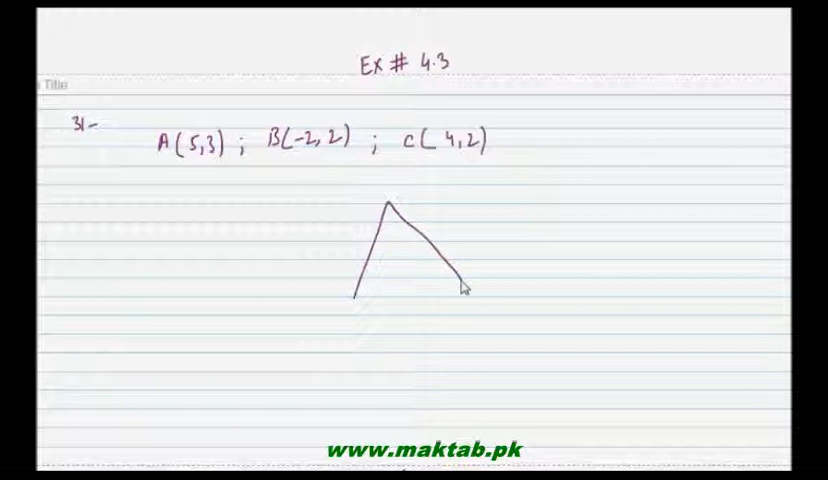 Ex # 4.3
Title
31-
A(5,3) ; B(-2, 2) ; C( 4,2)
www.maktab.pk